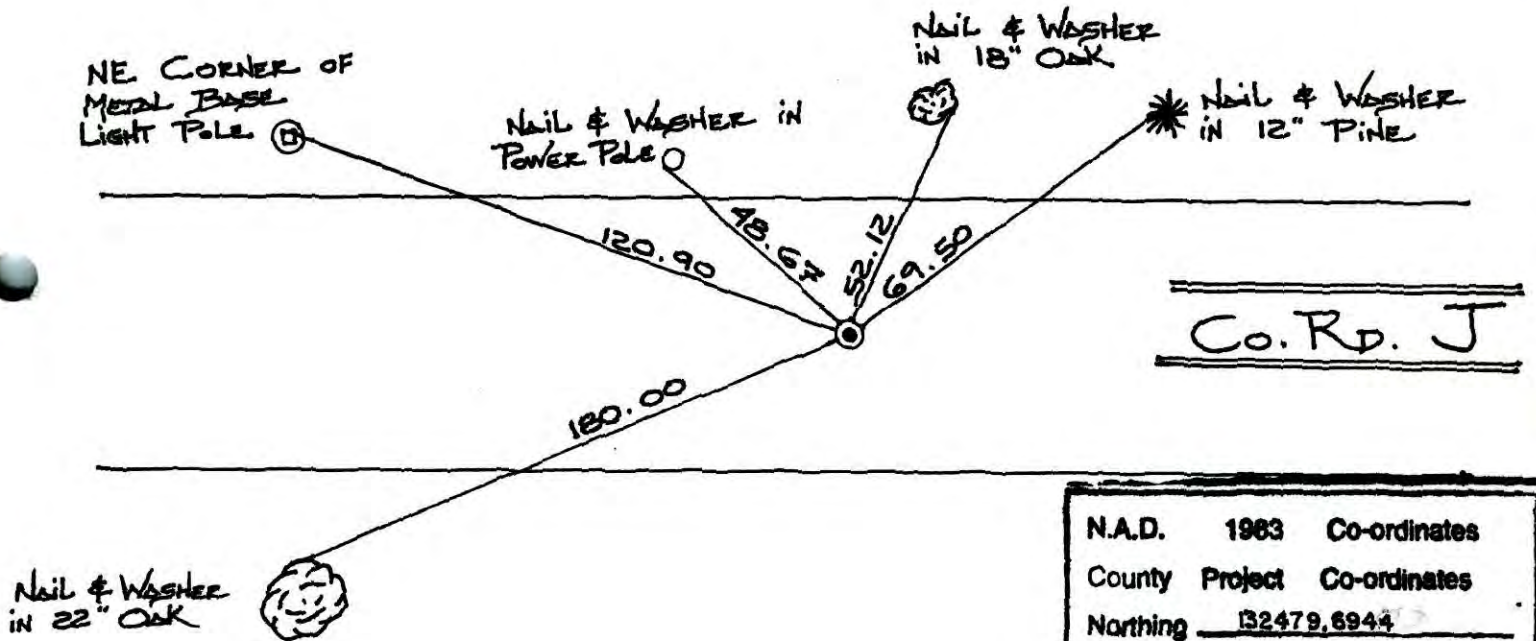 NE CORNER OF
METAL BASE
LIGHT POLE
NAIL & WASHER IN
POWER POLE
NAIL & WASHER
IN 18" OAK
NAIL & WASHER
IN 12" PINE
120.90
48.67
52.12
69.50
Co. RD. J
180.00
NAIL & WASHER
IN 22" OAK
N.A.D. 1983 Co-ordinates
County Project Co-ordinates
Northing 132479.6944